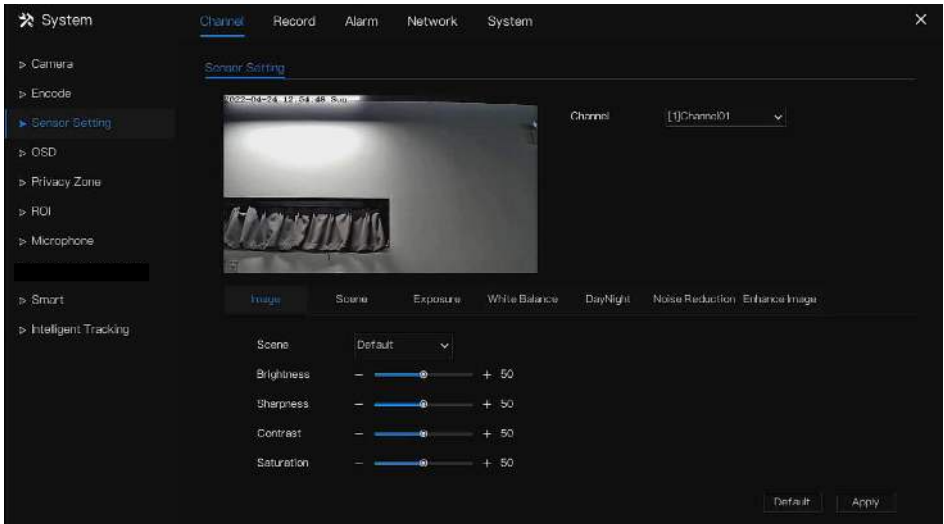 System
Channel Record Alarm Network System
Camera
Encode
Sensor Setting
OSD
Privacy Zone
ROI
Microphone
Smart
Intelligent Tracking
Sensor Setting
2022-04-24 12:54:48 Sun
Channel [1]Channel01
Image Scene Exposure White Balance DayNight Noise Reduction Enhance Image
Scene Default
Brightness − + 50
Sharpness − + 50
Contrast − + 50
Saturation − + 50
Default Apply